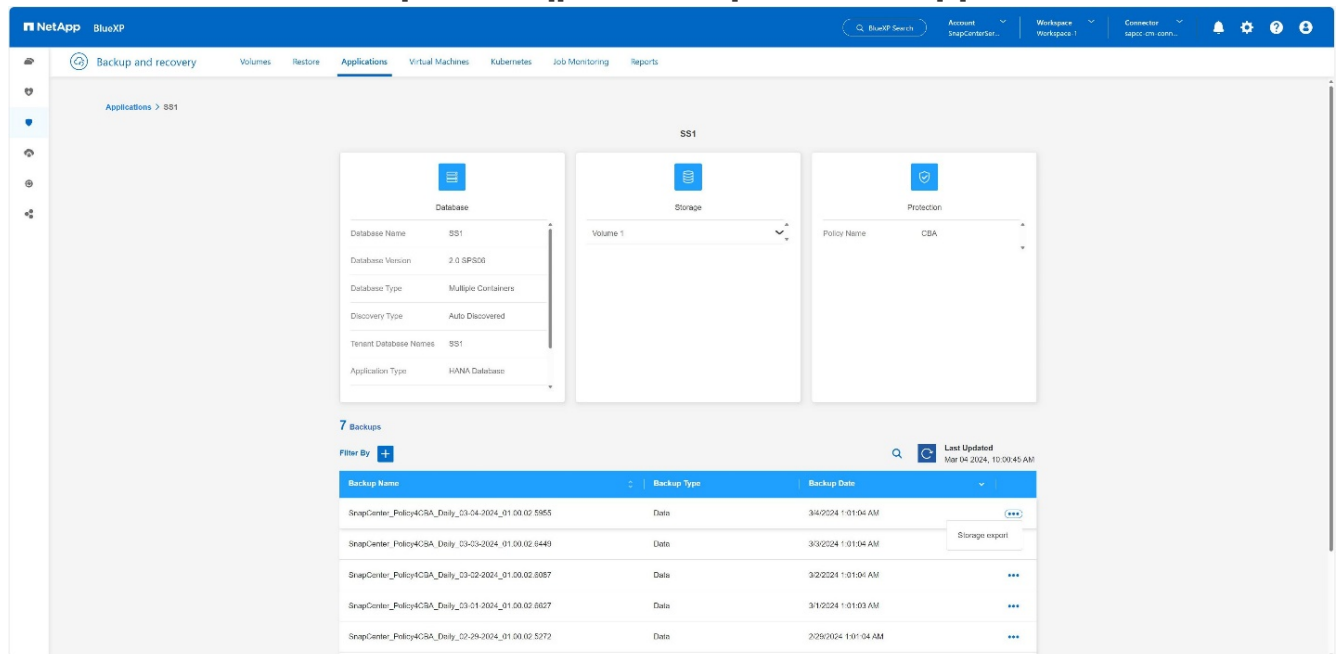 NetApp BlueXP
BlueXP Search
Account
SnapCenterSer...
Workspace
Workspace-1
Connector
sapcc-cm-conn...
Backup and recovery
Volumes Restore Applications Virtual Machines Kubernetes Job Monitoring Reports
Applications > SS1
SS1
Database
Database Name SS1
Database Version 2.0 SPS06
Database Type Multiple Containers
Discovery Type Auto Discovered
Tenant Database Names SS1
Application Type HANA Database
Storage
Volume 1
Protection
Policy Name CBA
7 Backups
Filter By
Last Updated
Mar 04 2024, 10:00:45 AM
Backup Name Backup Type Backup Date
SnapCenter_Policy4CBA_Daily_03-04-2024_01.00.02.5955 Data 3/4/2024 1:01:04 AM
Storage export
SnapCenter_Policy4CBA_Daily_03-03-2024_01.00.02.6449 Data 3/3/2024 1:01:04 AM
SnapCenter_Policy4CBA_Daily_03-02-2024_01.00.02.6087 Data 3/2/2024 1:01:04 AM
SnapCenter_Policy4CBA_Daily_03-01-2024_01.00.02.6627 Data 3/1/2024 1:01:03 AM
SnapCenter_Policy4CBA_Daily_02-29-2024_01.00.02.5272 Data 2/29/2024 1:01:04 AM